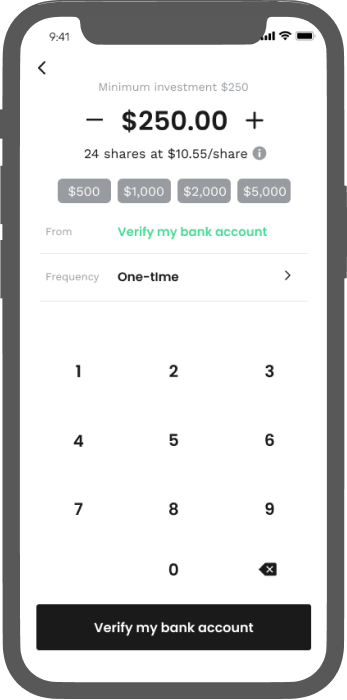 9:41
Minimum investment $250
− $250.00 +
24 shares at $10.55/share i
$500 $1,000 $2,000 $5,000
From Verify my bank account
Frequency One-tIme
1 2 3
4 5 6
7 8 9
0
Verify my bank account